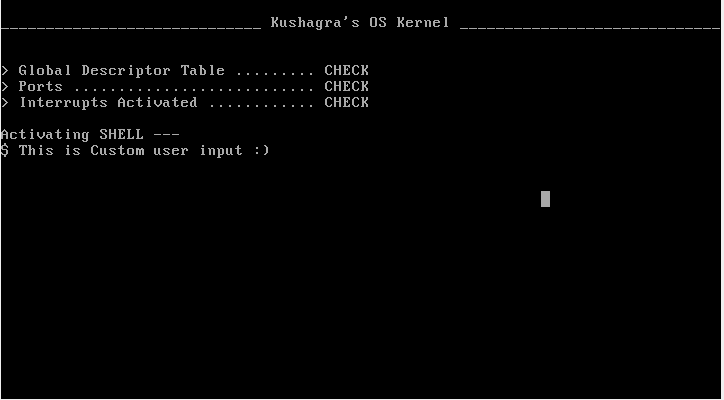 _____________________________ Kushagra's OS Kernel _____________________________
> Global Descriptor Table ......... CHECK
> Ports ........................... CHECK
> Interrupts Activated ............ CHECK
Activating SHELL ---
$ This is Custom user input :)